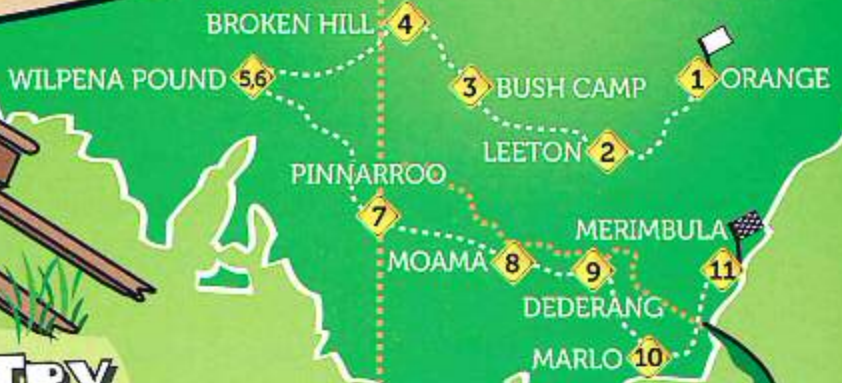 BROKEN HILL 4
WILPENA POUND 5,6
3 BUSH CAMP
1 ORANGE
LEETON 2
PINNARROO
7
MERIMBULA
MOAMA 8
9
11
DEDERANG
MARLO 10
TRY